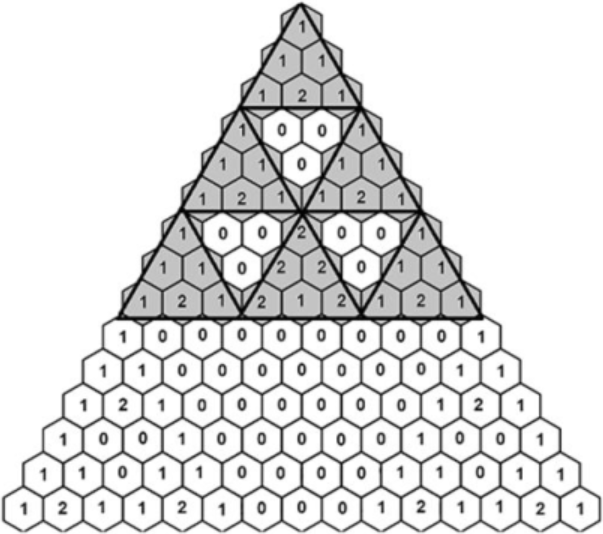 1
1 1
1 2 1
1 0 0 1
1 1 0 1 1
1 2 1 1 2 1
1 0 0 2 0 0 1
1 1 0 2 2 0 1 1
1 2 1 2 1 2 1 2 1
1 0 0 0 0 0 0 0 0 1
1 1 0 0 0 0 0 0 0 1 1
1 2 1 0 0 0 0 0 0 1 2 1
1 0 0 1 0 0 0 0 0 1 0 0 1
1 1 0 1 1 0 0 0 0 1 1 0 1 1
1 2 1 1 2 1 0 0 0 1 2 1 1 2 1